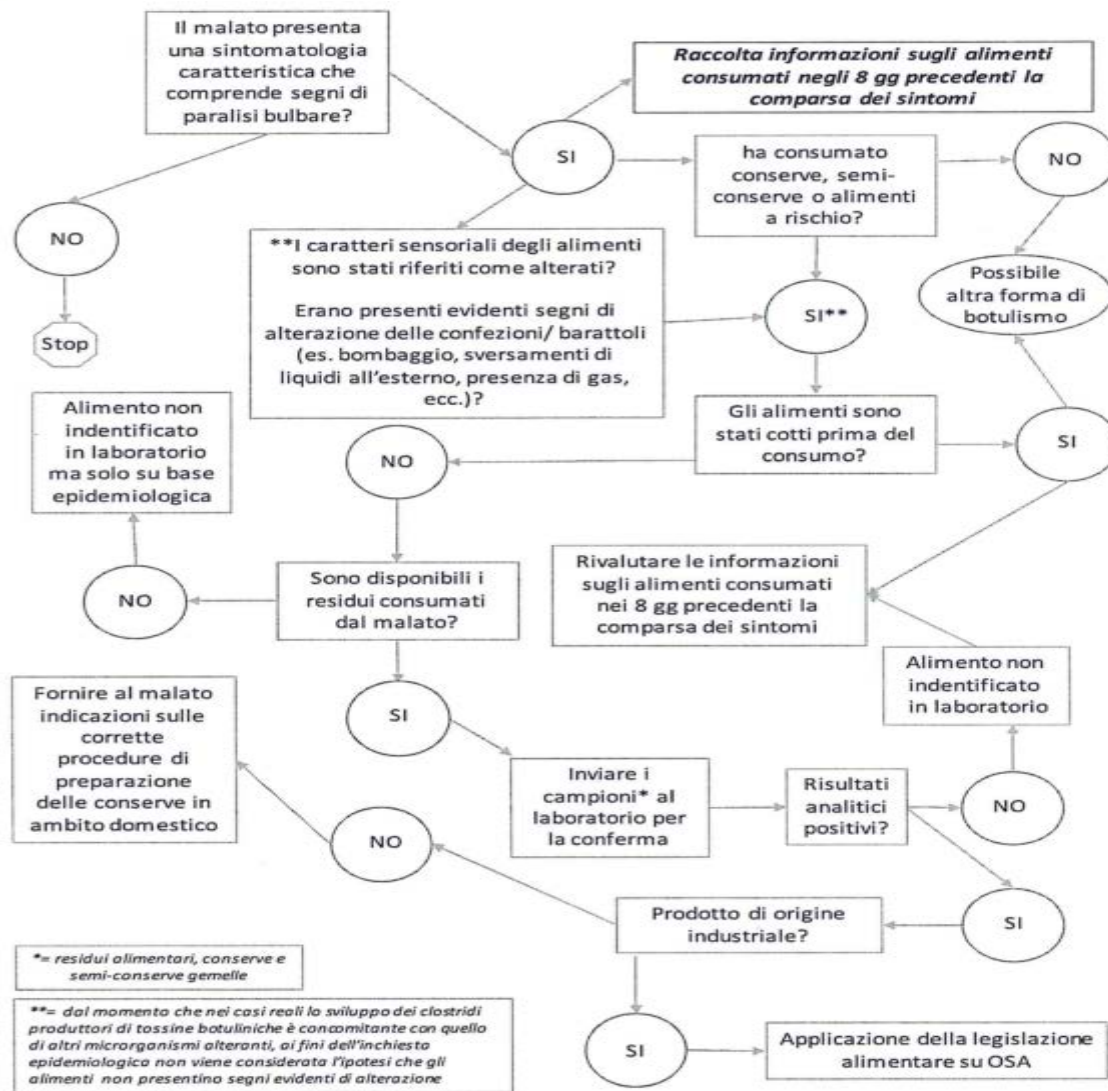 Il malato presenta
una sintomatologia
caratteristica che
comprende segni di
paralisi bulbare?
Raccolta informazioni sugli alimenti
consumati negli 8 gg precedenti la
comparsa dei sintomi
SI
ha consumato
conserve, semi-
conserve o alimenti
a rischio?
NO
NO
Stop
**I caratteri sensoriali degli alimenti
sono stati riferiti come alterati?
Erano presenti evidenti segni di
alterazione delle confezioni/ barattoli
(es. bombaggio, sversamenti di
liquidi all'esterno, presenza di gas,
ecc.)?
SI**
Possibile
altra forma di
botulismo
Gli alimenti sono
stati cotti prima del
consumo?
SI
NO
Alimento non
indentificato
in laboratorio
ma solo su base
epidemiologica
NO
Sono disponibili i
residui consumati
dal malato?
Rivalutare le informazioni
sugli alimenti consumati
nei 8 gg precedenti la
comparsa dei sintomi
Alimento non
indentificato
in laboratorio
Fornire al malato
indicazioni sulle
corrette
procedure di
preparazione
delle conserve in
ambito domestico
SI
Inviare i
campioni* al
laboratorio per
la conferma
Risultati
analitici
positivi?
NO
NO
SI
Prodotto di origine
industriale?
*= residui alimentari, conserve e
semi-conserve gemelle
**= dal momento che nei casi reali lo sviluppo dei clostridi
produttori di tossine botuliniche è concomitante con quello
di altri microrganismi alteranti, ai fini dell'inchiesta
epidemiologica non viene considerata l'ipotesi che gli
alimenti non presentino segni evidenti di alterazione
SI
Applicazione della legislazione
alimentare su OSA